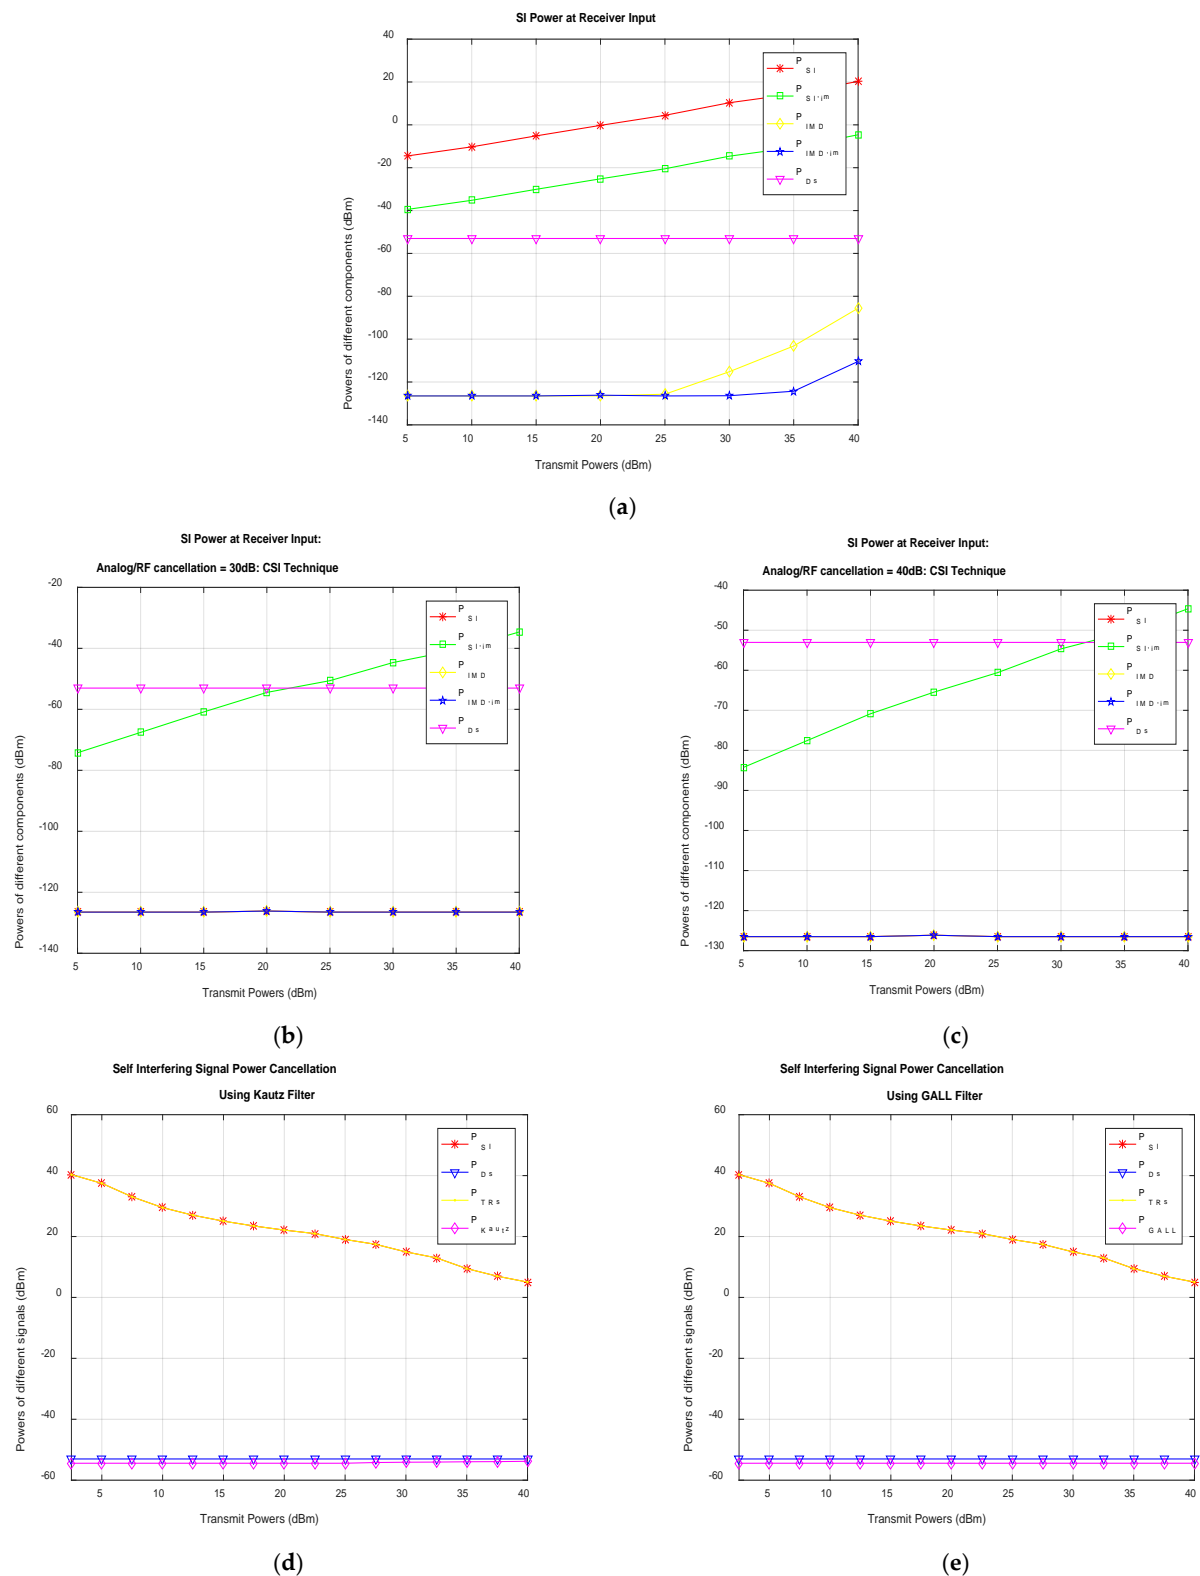 SI Power at Receiver Input
40
20
0
-20
-40
-60
-80
-100
-120
-140
5 10 15 20 25 30 35 40
Powers of different components (dBm)
Transmit Powers (dBm)
P SI
P SI-im
P IMD
P IMD-im
P Ds
(a)
SI Power at Receiver Input:
Analog/RF cancellation = 30dB: CSI Technique
-20
-40
-60
-80
-100
-120
-140
5 10 15 20 25 30 35 40
Powers of different components (dBm)
Transmit Powers (dBm)
P SI
P SI-im
P IMD
P IMD-im
P Ds
(b)
SI Power at Receiver Input:
Analog/RF cancellation = 40dB: CSI Technique
-40
-50
-60
-70
-80
-90
-100
-110
-120
-130
5 10 15 20 25 30 35 40
Powers of different components (dBm)
Transmit Powers (dBm)
P SI
P SI-im
P IMD
P IMD-im
P Ds
(c)
Self Interfering Signal Power Cancellation
Using Kautz Filter
60
40
20
0
-20
-40
-60
5 10 15 20 25 30 35 40
Powers of different signals (dBm)
Transmit Powers (dBm)
P SI
P Ds
P TRs
P Kautz
(d)
Self Interfering Signal Power Cancellation
Using GALL Filter
60
40
20
0
-20
-40
-60
5 10 15 20 25 30 35 40
Powers of different signals (dBm)
Transmit Powers (dBm)
P SI
P Ds
P TRs
P GALL
(e)